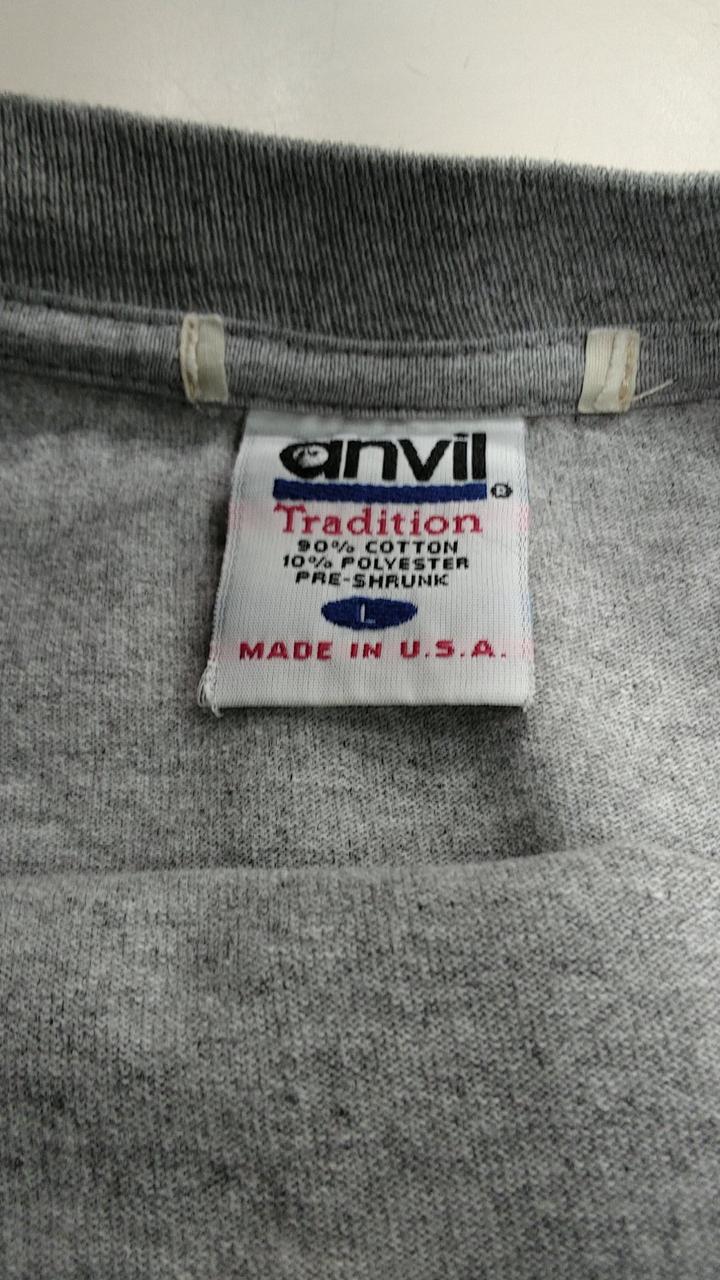 anvil
®
Tradition
90% COTTON
10% POLYESTER
PRE-SHRUNK
L
MADE IN U.S.A.